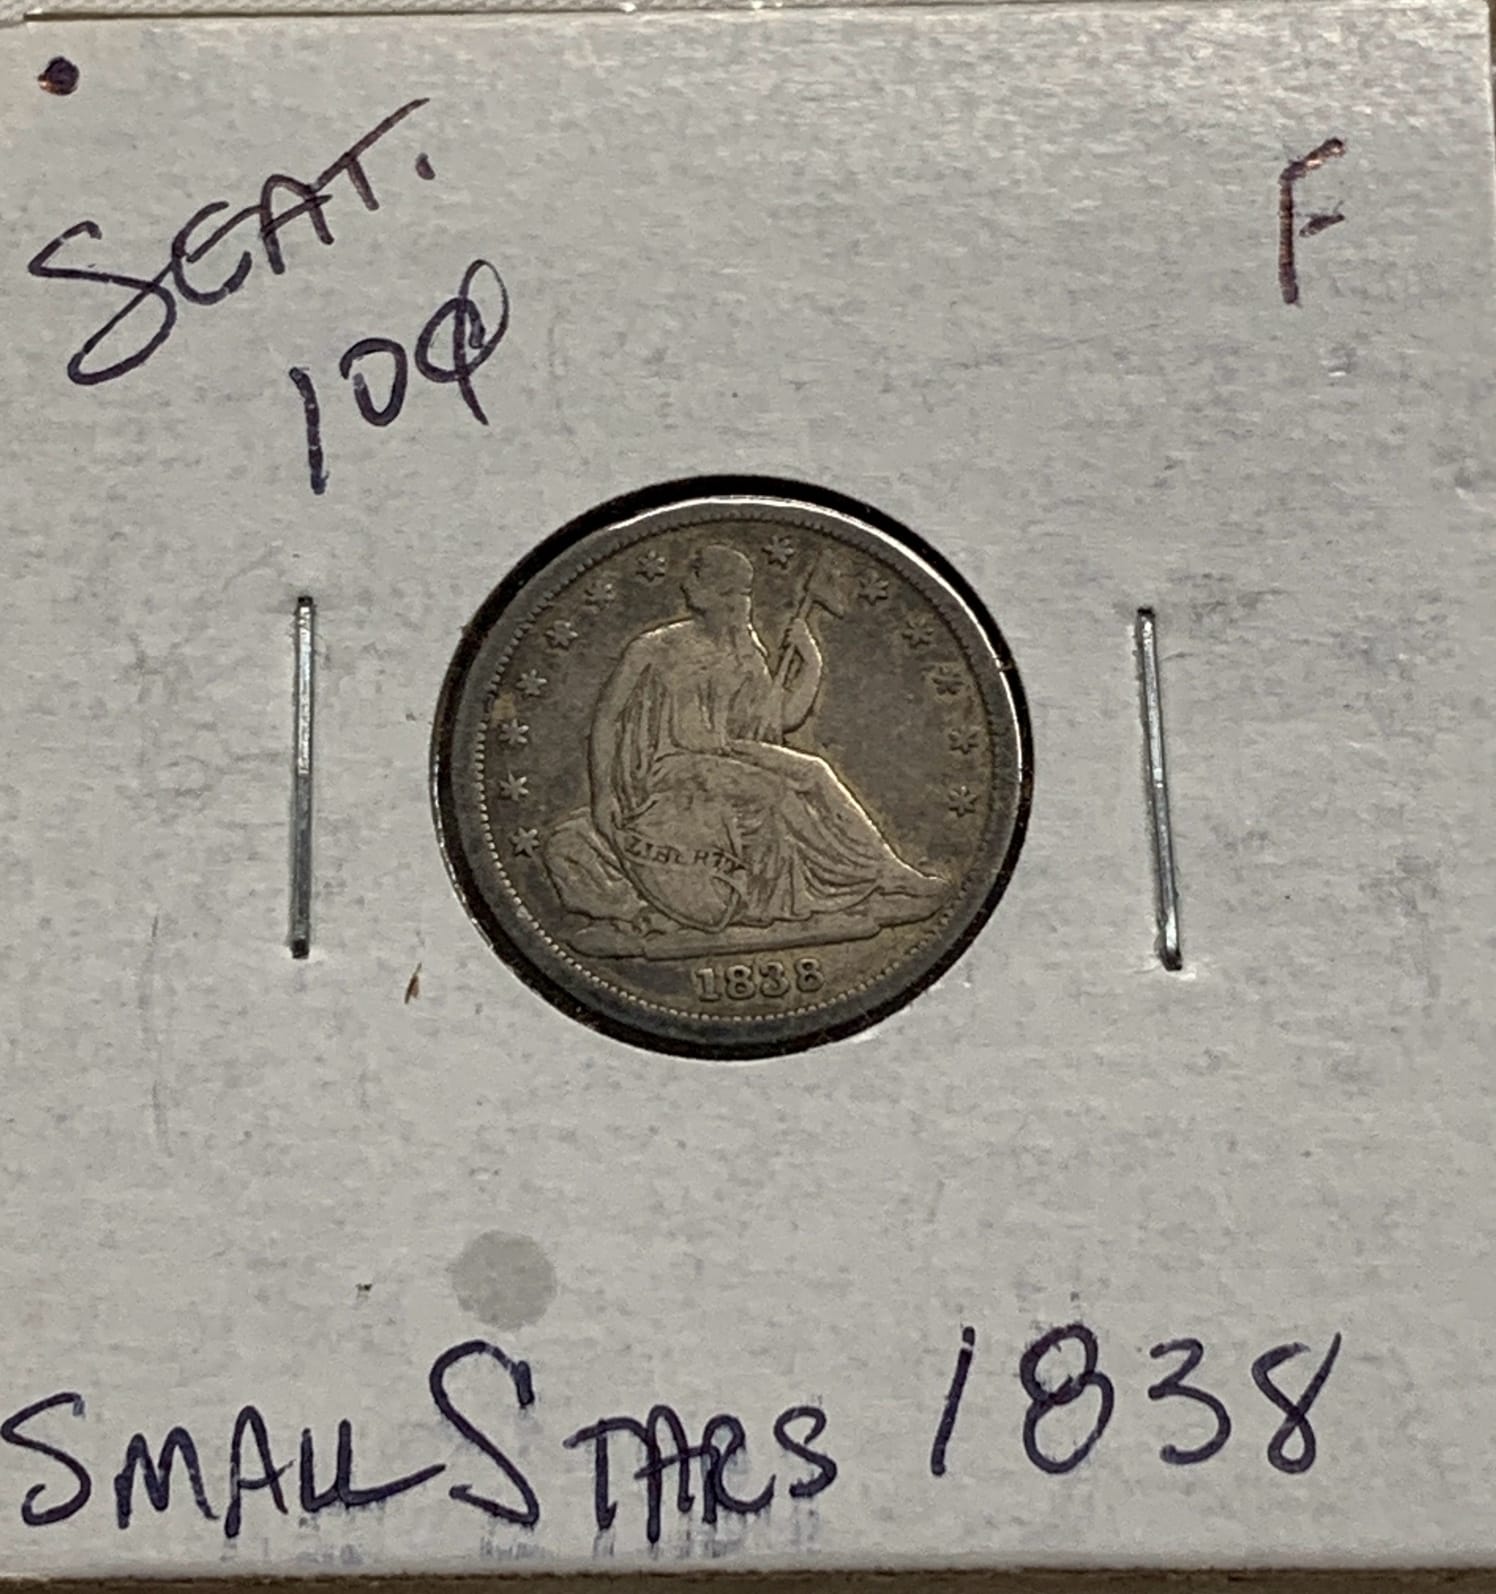 SEAT.
F
10¢
LIBERTY
1838
SMALL STARS 1838